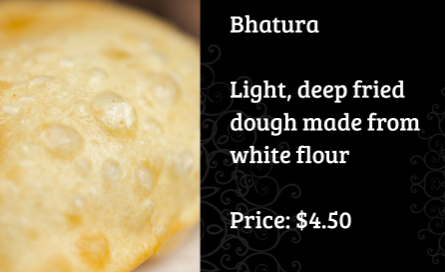 Bhatura
Light, deep fried
dough made from
white flour
Price: $4.50